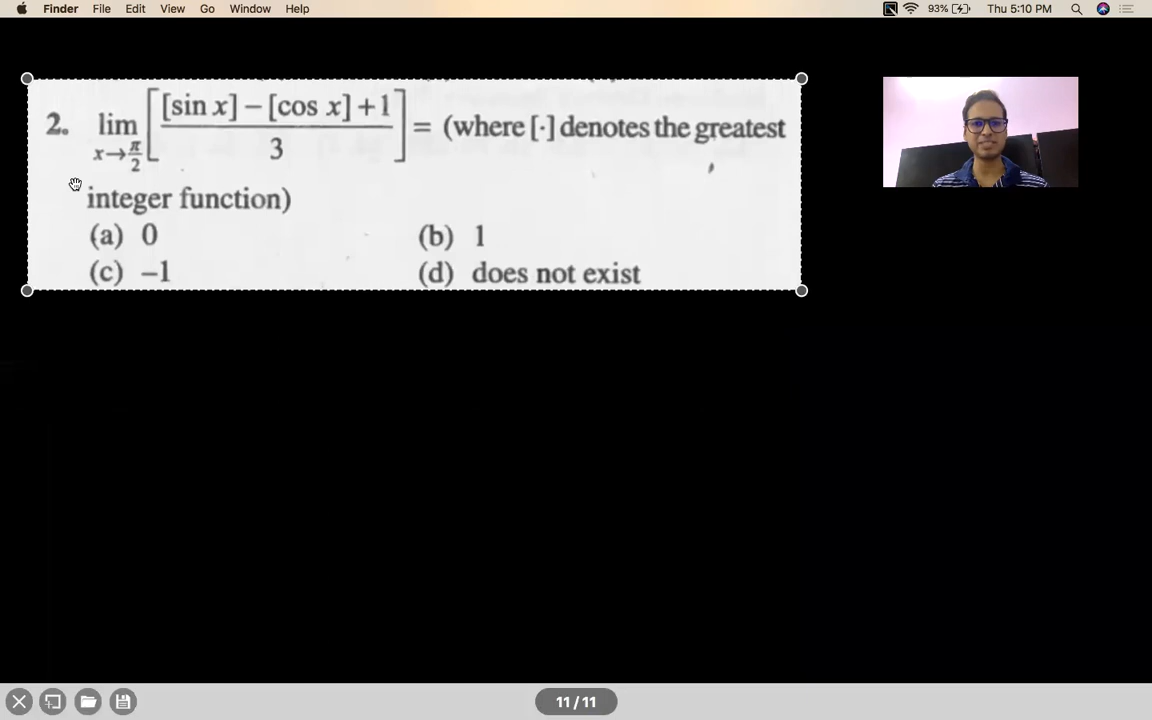 Finder File Edit View Go Window Help 93% Thu 5:10 PM
2. lim x→π/2 [([sin x] – [cos x] + 1)/3] = (where [·] denotes the greatest
integer function)
(a) 0 (b) 1
(c) –1 (d) does not exist
11 / 11